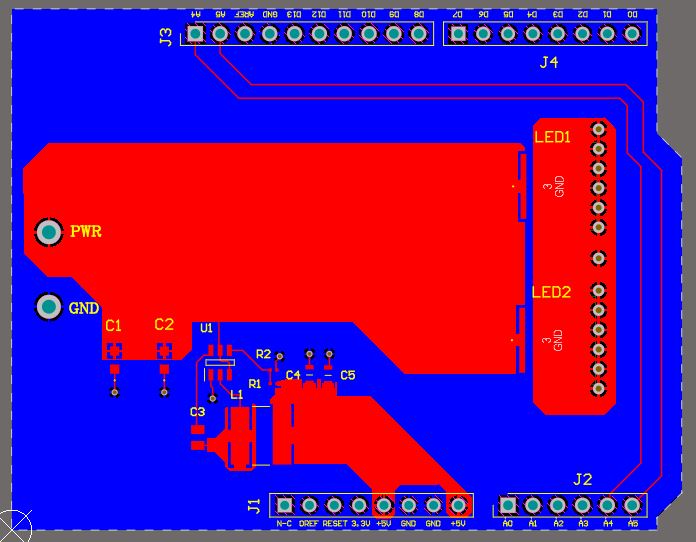 A4 A5 AREF GND D13 D12 D11 D10 D9 D8 D7 D6 D5 D4 D3 D2 D1 D0
J3
J4
LED1
3
GND
PWR
GND
LED2
C1 C2
U1
3
GND
R2
C4 C5
R1
L1
C3
J1
J2
N-C DREF RESET 3.3V +5V GND GND +5V A0 A1 A2 A3 A4 A5